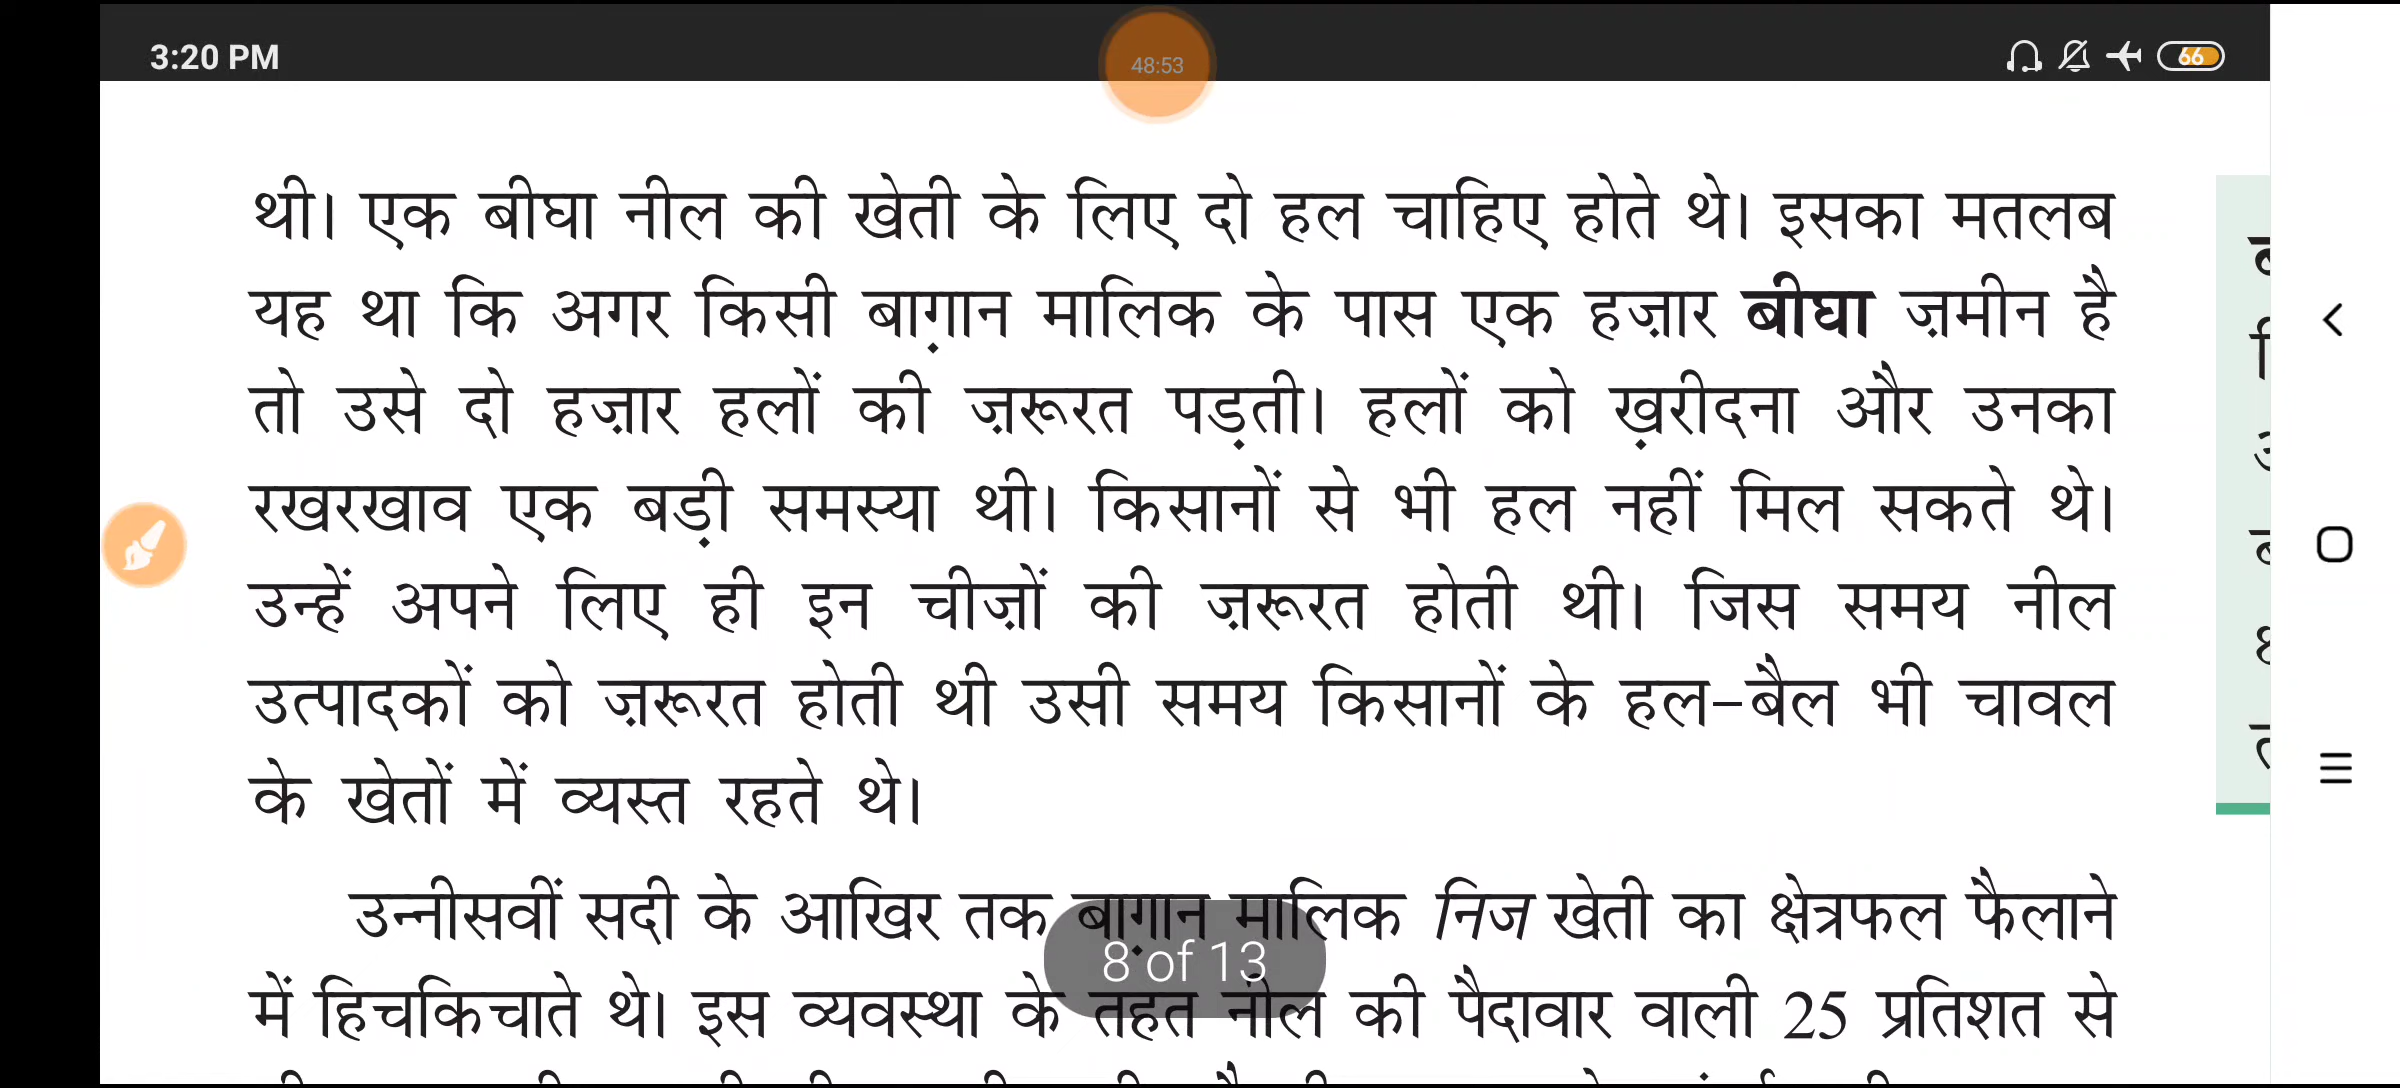 3:20 PM
48:53
66
थी। एक बीघा नील की खेती के लिए दो हल चाहिए होते थे। इसका मतलब
यह था कि अगर किसी बाग़ान मालिक के पास एक हज़ार बीघा ज़मीन है
तो उसे दो हज़ार हलों की ज़रूरत पड़ती। हलों को ख़रीदना और उनका
रखरखाव एक बड़ी समस्या थी। किसानों से भी हल नहीं मिल सकते थे।
उन्हें अपने लिए ही इन चीज़ों की ज़रूरत होती थी। जिस समय नील
उत्पादकों को ज़रूरत होती थी उसी समय किसानों के हल-बैल भी चावल
के खेतों में व्यस्त रहते थे।
उन्नीसवीं सदी के आखिर तक बाग़ान मालिक निज खेती का क्षेत्रफल फैलाने
8 of 13
में हिचकिचाते थे। इस व्यवस्था के तहत नील की पैदावार वाली 25 प्रतिशत से